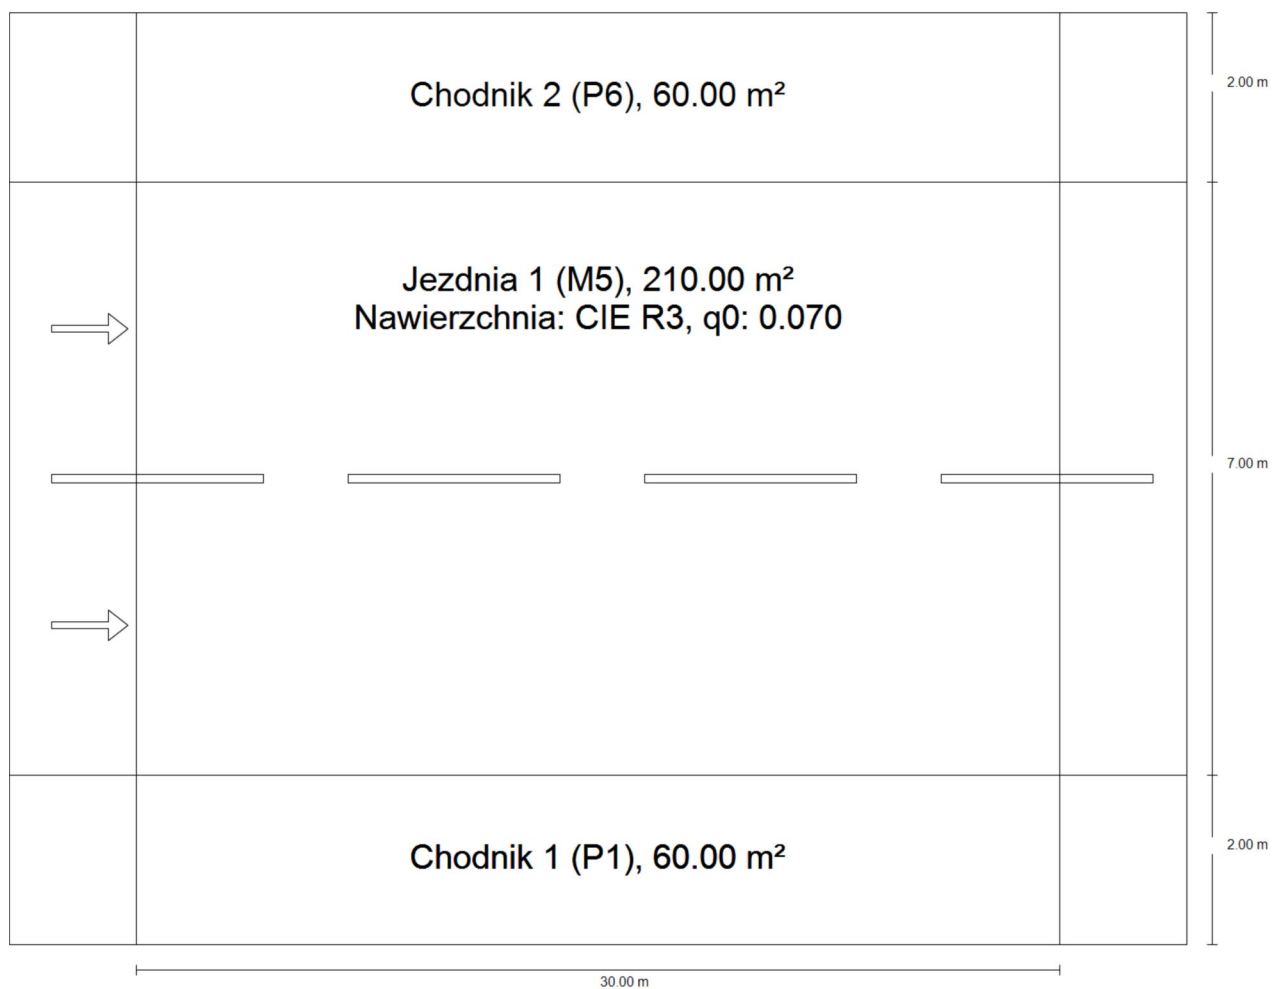 Chodnik 2 (P6), 60.00 m²
2.00 m
Jezdnia 1 (M5), 210.00 m²
Nawierzchnia: CIE R3, q0: 0.070
7.00 m
Chodnik 1 (P1), 60.00 m²
2.00 m
30.00 m